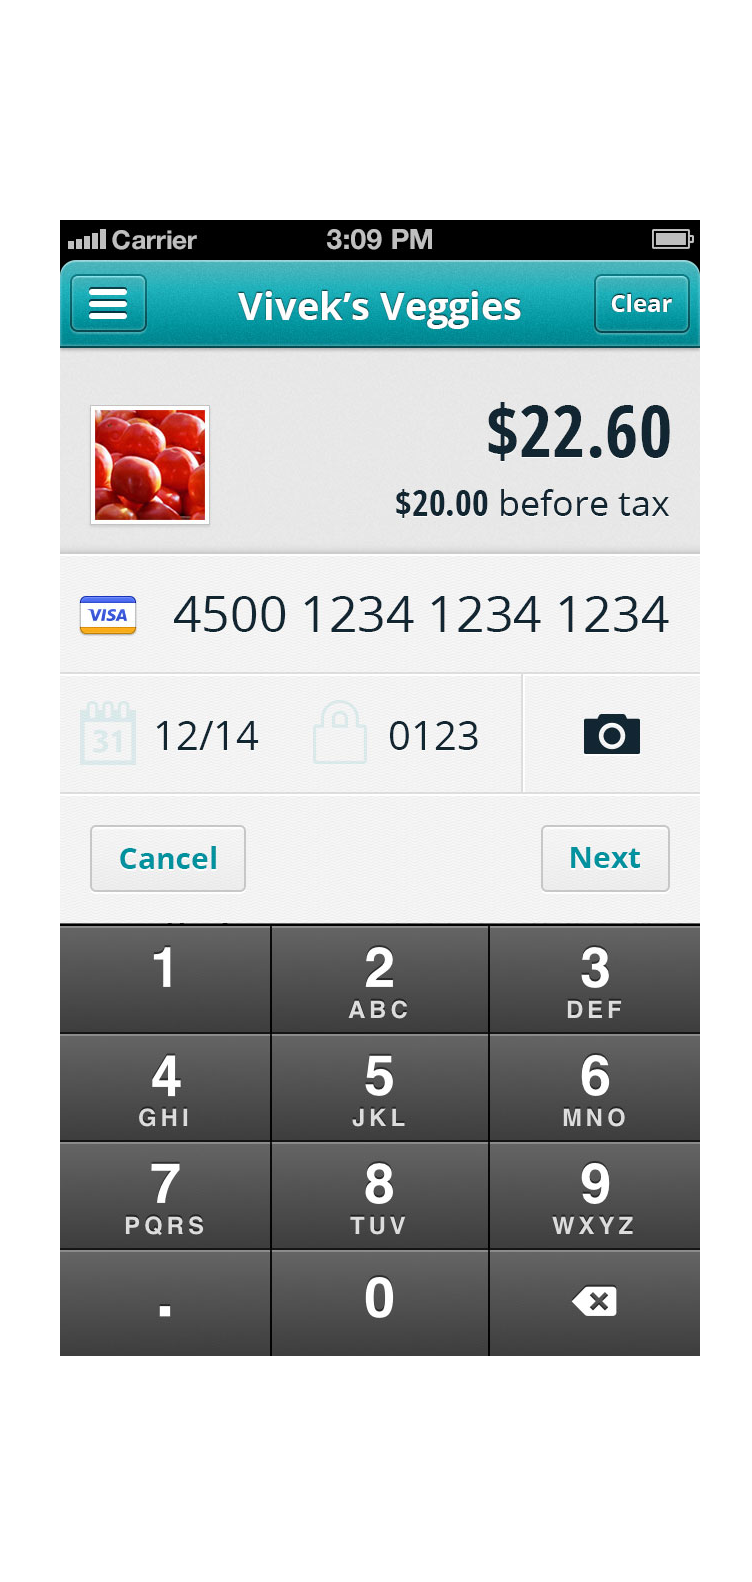 Carrier 3:09 PM
Vivek’s Veggies Clear
$22.60
$20.00 before tax
VISA 4500 1234 1234 1234
31 12/14 0123
Cancel Next
1 2 3
ABC DEF
4 5 6
GHI JKL MNO
7 8 9
PQRS TUV WXYZ
. 0